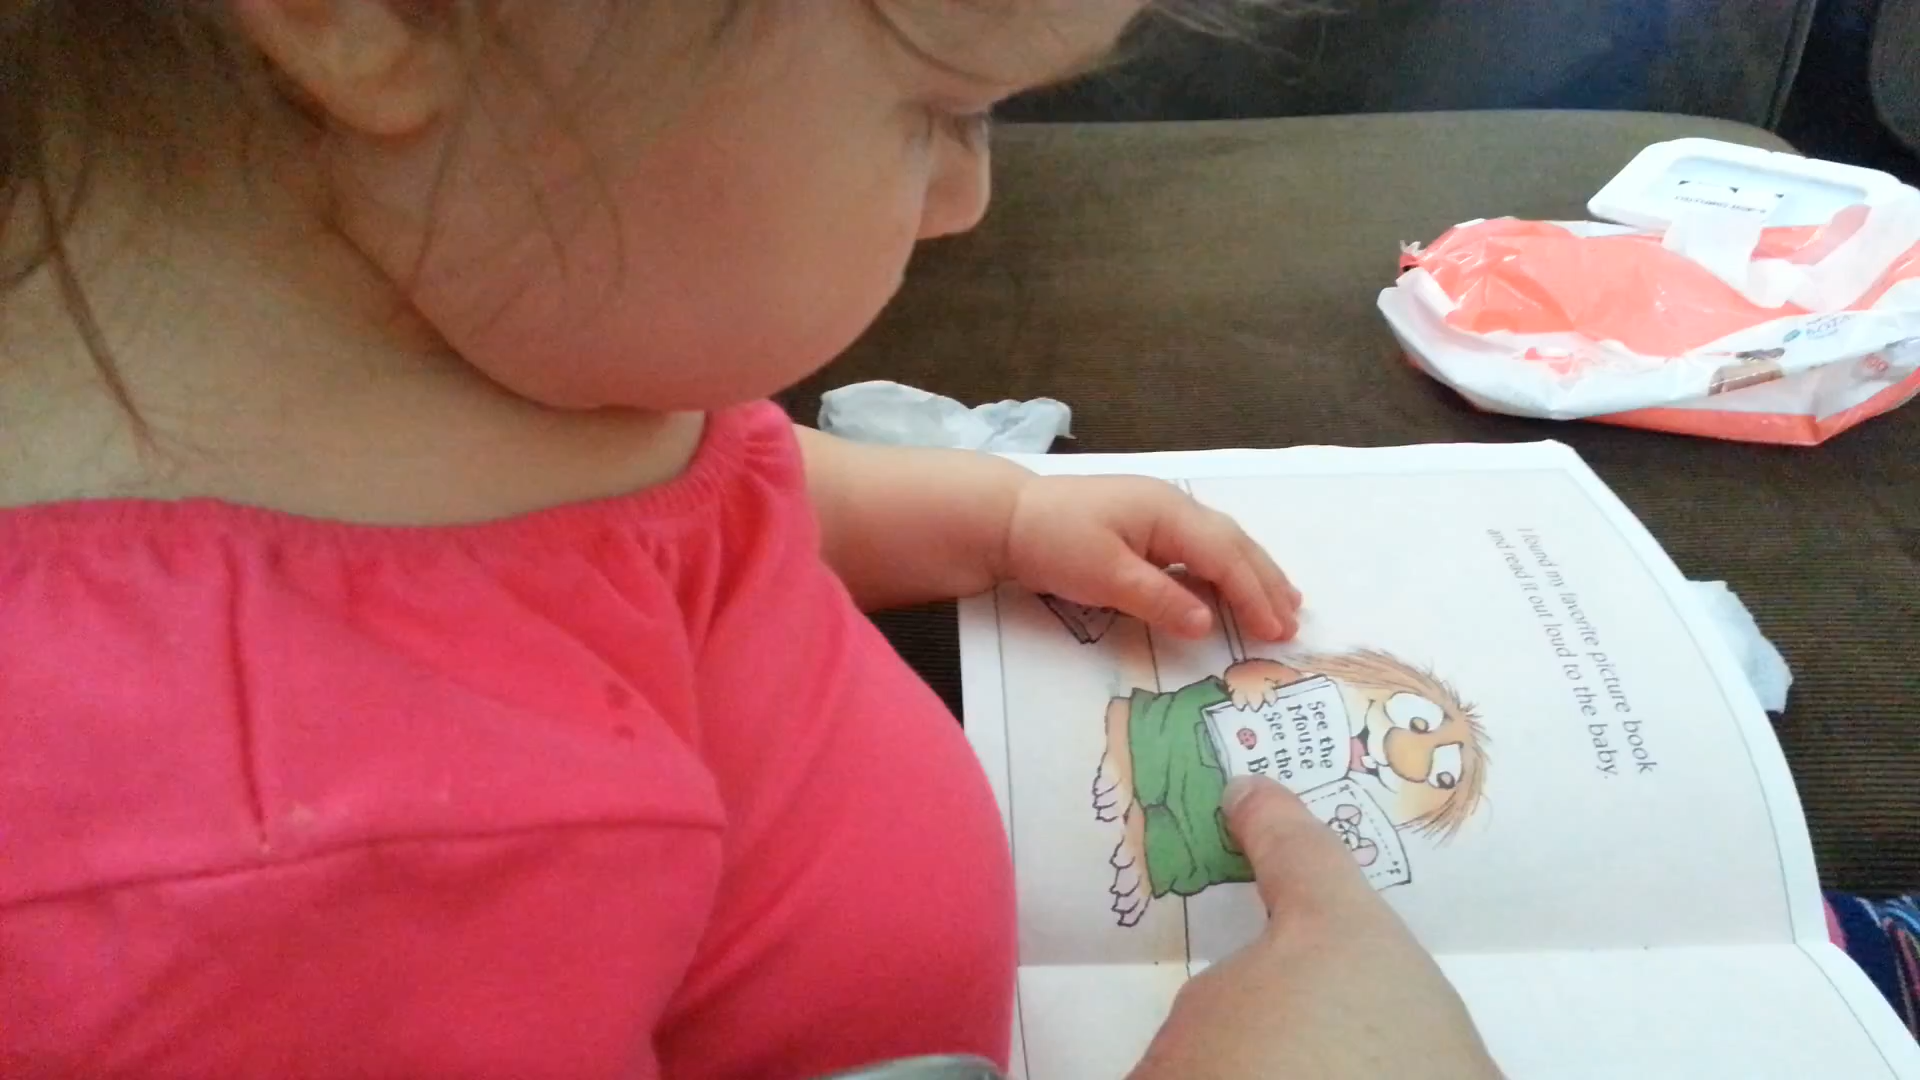 I found my favorite picture book
and read it out loud to the baby.
See the
Mouse
See the